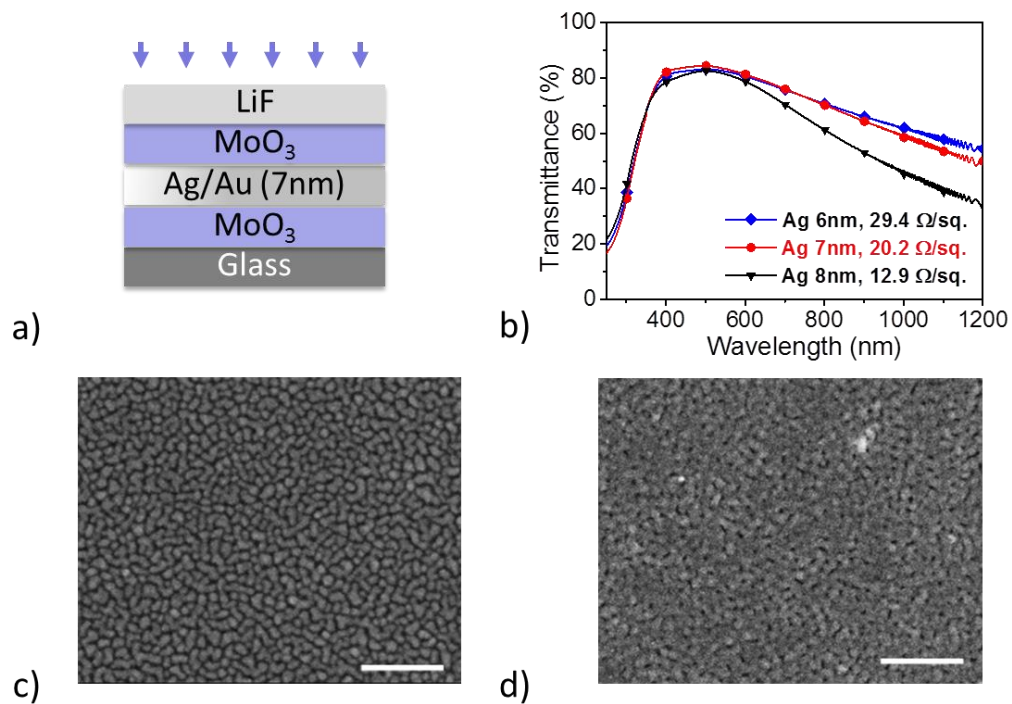 LiF
MoO₃
Ag/Au (7nm)
MoO₃
Glass
a)
100
80
60
40
20
0
Transmittance (%)
Ag 6nm, 29.4 Ω/sq.
Ag 7nm, 20.2 Ω/sq.
Ag 8nm, 12.9 Ω/sq.
400 600 800 1000 1200
Wavelength (nm)
b)
c)
d)